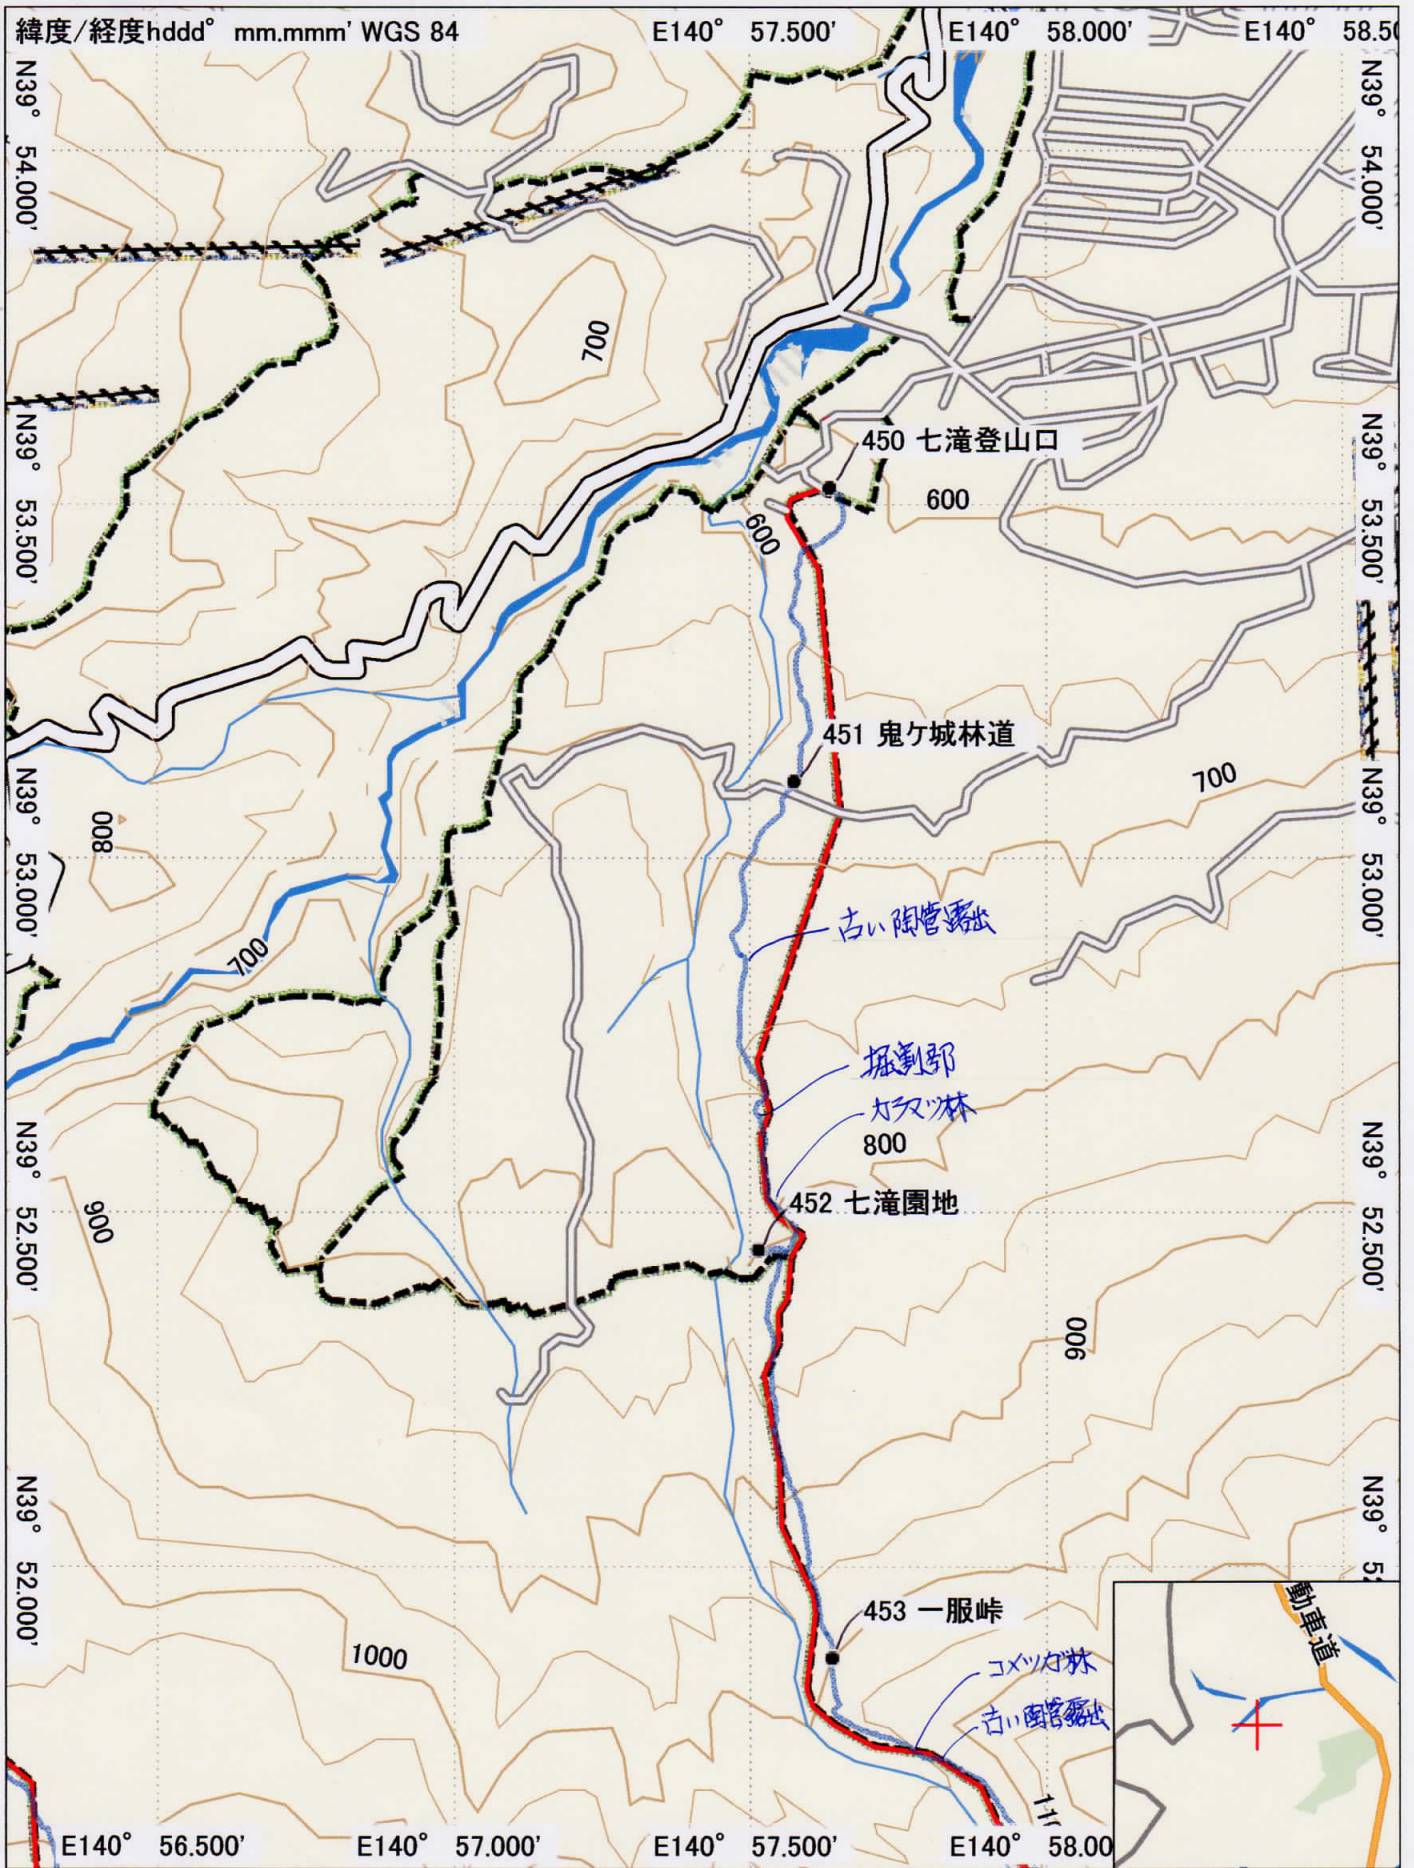 緯度/経度hddd° mm.mmm' WGS 84
E140° 57.500'
E140° 58.000'
E140° 58.50
N39° 54.000'
N39° 54.000'
700
N39° 53.500'
N39° 53.500'
450 七滝登山口
600
600
451 鬼ケ城林道
700
800
N39° 53.000'
N39° 53.000'
古い陶管露出
700
掘割部
カラマツ林
800
N39° 52.500'
N39° 52.500'
452 七滝園地
900
900
N39° 52.000'
N39° 52
動車道
453 一服峠
1000
コメツガ林
古い陶管露出
110
E140° 56.500'
E140° 57.000'
E140° 57.500'
E140° 58.00